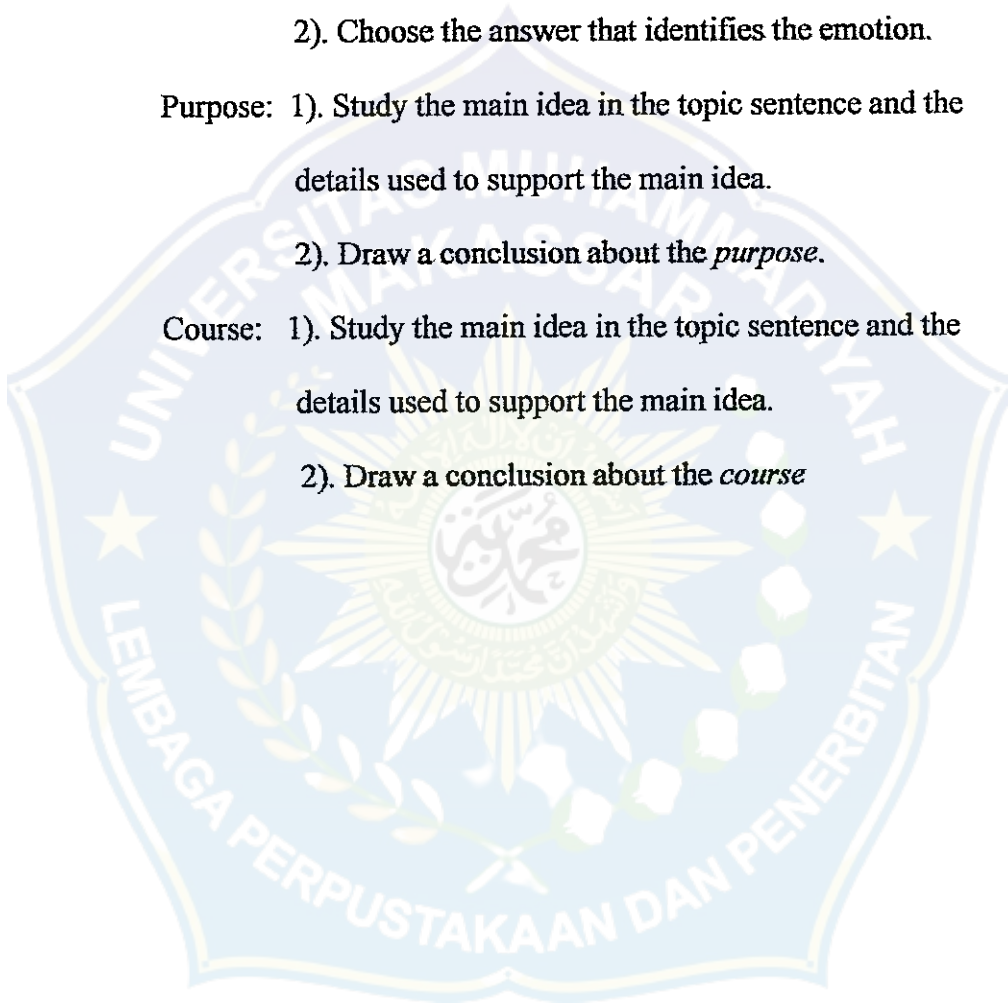 2). Choose the answer that identifies the emotion.
Purpose: 1). Study the main idea in the topic sentence and the
details used to support the main idea.
2). Draw a conclusion about the purpose.
Course: 1). Study the main idea in the topic sentence and the
details used to support the main idea.
2). Draw a conclusion about the course
UNIVERSITAS MUHAMMADIYAH
MAKASSAR
LEMBAGA PERPUSTAKAAN DAN PENERBITAN